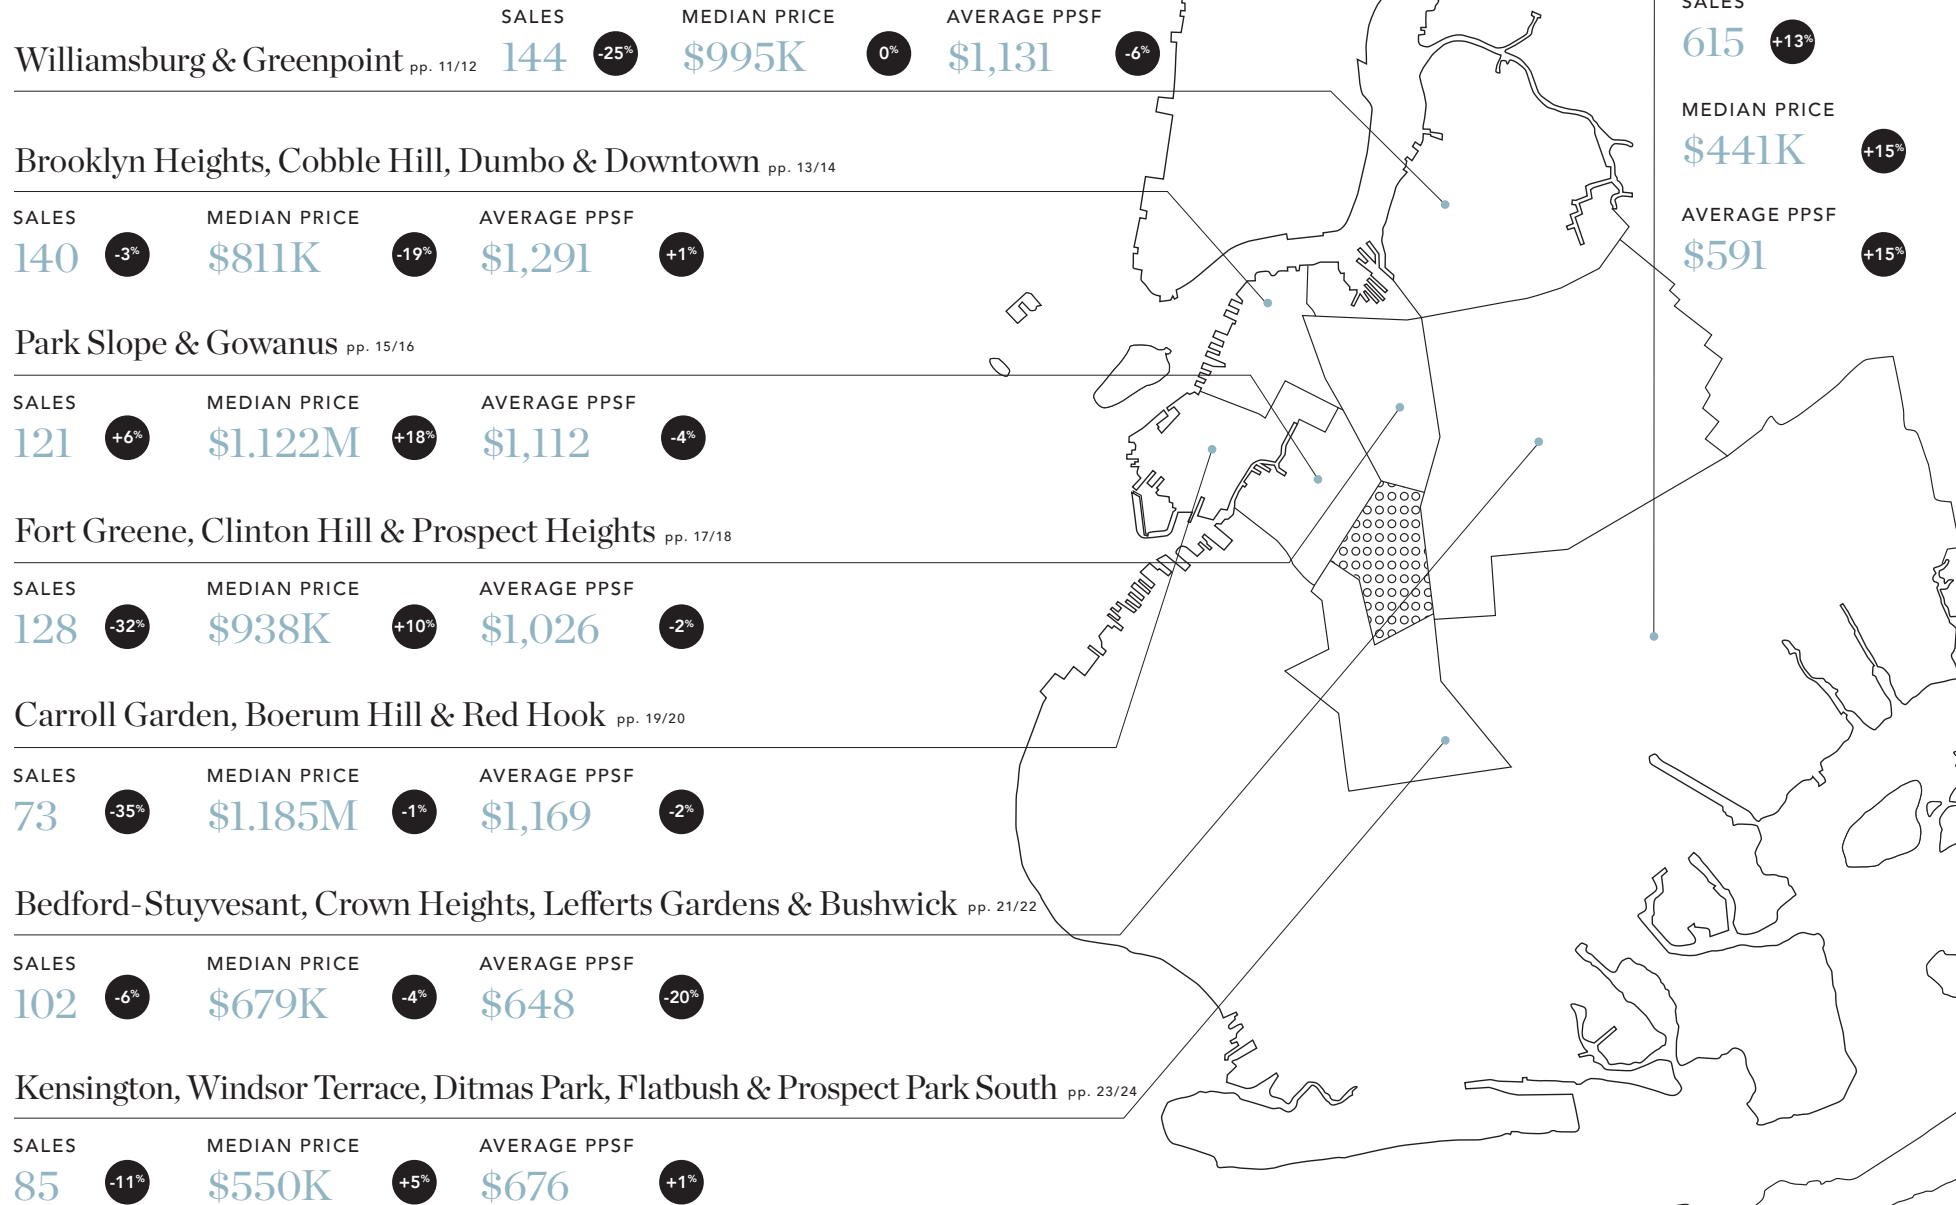 SALES MEDIAN PRICE AVERAGE PPSF
Williamsburg & Greenpoint pp. 11/12 144 -25% $995K 0% $1,131 -6%
Brooklyn Heights, Cobble Hill, Dumbo & Downtown pp. 13/14
SALES MEDIAN PRICE AVERAGE PPSF
140 -3% $811K -19% $1,291 +1%
Park Slope & Gowanus pp. 15/16
SALES MEDIAN PRICE AVERAGE PPSF
121 +6% $1.122M +18% $1,112 -4%
Fort Greene, Clinton Hill & Prospect Heights pp. 17/18
SALES MEDIAN PRICE AVERAGE PPSF
128 -32% $938K +10% $1,026 -2%
Carroll Garden, Boerum Hill & Red Hook pp. 19/20
SALES MEDIAN PRICE AVERAGE PPSF
73 -35% $1.185M -1% $1,169 -2%
Bedford-Stuyvesant, Crown Heights, Lefferts Gardens & Bushwick pp. 21/22
SALES MEDIAN PRICE AVERAGE PPSF
102 -6% $679K -4% $648 -20%
Kensington, Windsor Terrace, Ditmas Park, Flatbush & Prospect Park South pp. 23/24
SALES MEDIAN PRICE AVERAGE PPSF
85 -11% $550K +5% $676 +1%
SALES
615 +13%
MEDIAN PRICE
$441K +15%
AVERAGE PPSF
$591 +15%